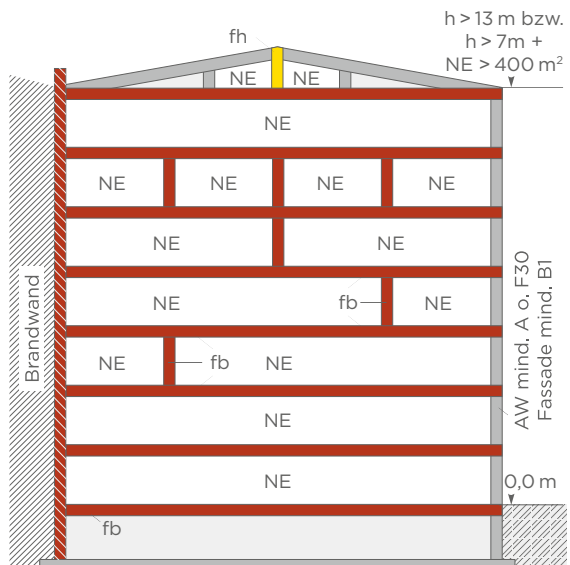 h > 13 m bzw.
h > 7m +
NE > 400 m²
fh
NE NE
NE
NE NE NE NE
NE NE
NE fb NE
NE fb NE
NE
NE
fb
0,0 m
Brandwand
AW mind. A o. F30
Fassade mind. B1